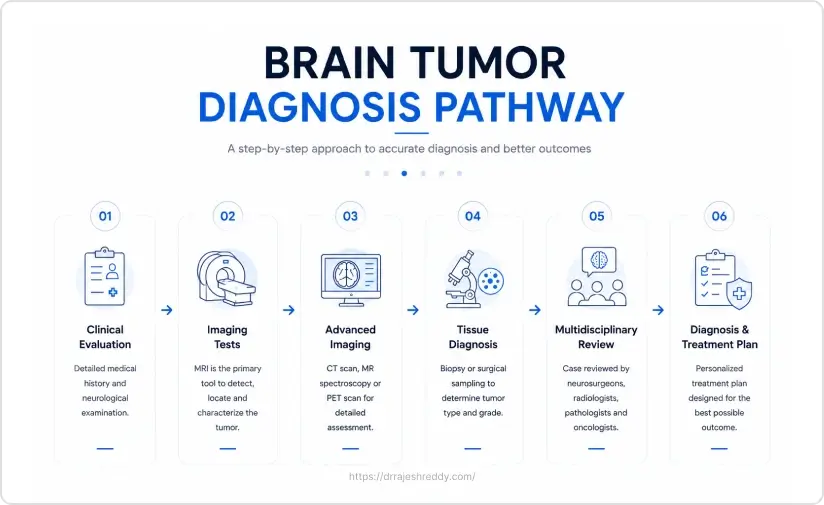 BRAIN TUMOR
DIAGNOSIS PATHWAY
A step-by-step approach to accurate diagnosis and better outcomes
01
Clinical
Evaluation
Detailed medical
history and
neurological
examination.
02
Imaging
Tests
MRI is the primary
tool to detect,
locate and
characterize the
tumor.
03
Advanced
Imaging
CT scan, MR
spectroscopy or
PET scan for
detailed
assessment.
04
Tissue
Diagnosis
Biopsy or surgical
sampling to
determine tumor
type and grade.
05
Multidisciplinary
Review
Case reviewed by
neurosurgeons,
radiologists,
pathologists and
oncologists.
06
Diagnosis &
Treatment Plan
Personalized
treatment plan
designed for the
best possible
outcome.
https://drrajeshreddy.com/